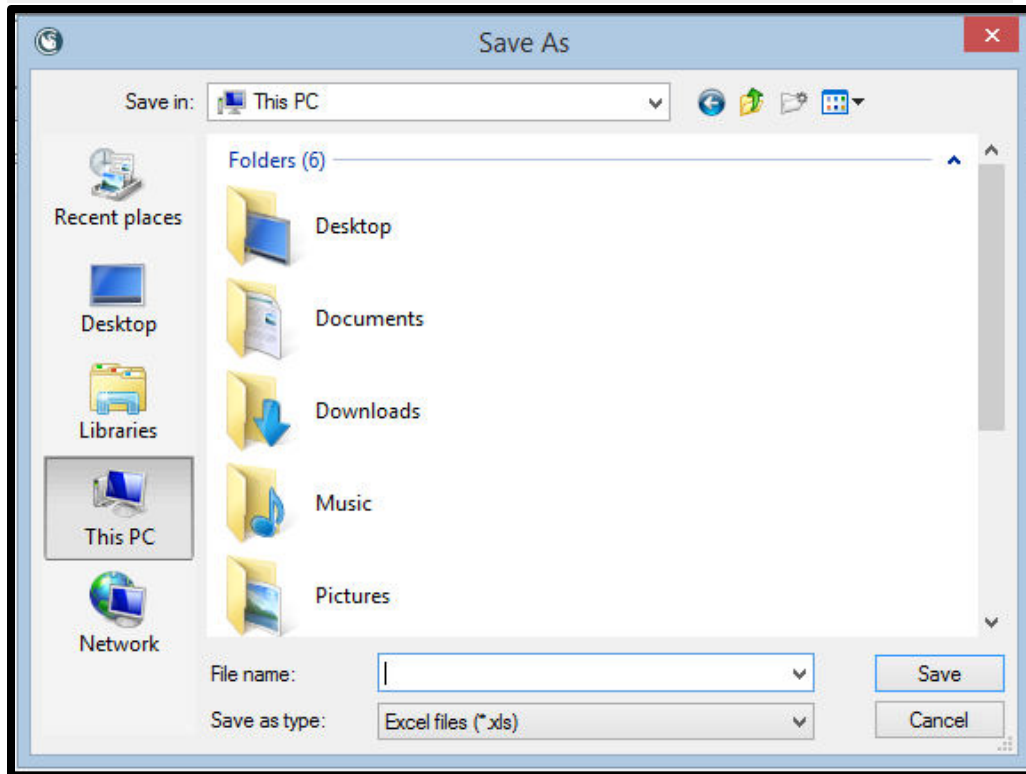 Save As
Save in:
This PC
Recent places
Desktop
Libraries
This PC
Network
Folders (6)
Desktop
Documents
Downloads
Music
Pictures
File name:
Save
Save as type:
Excel files (*.xls)
Cancel